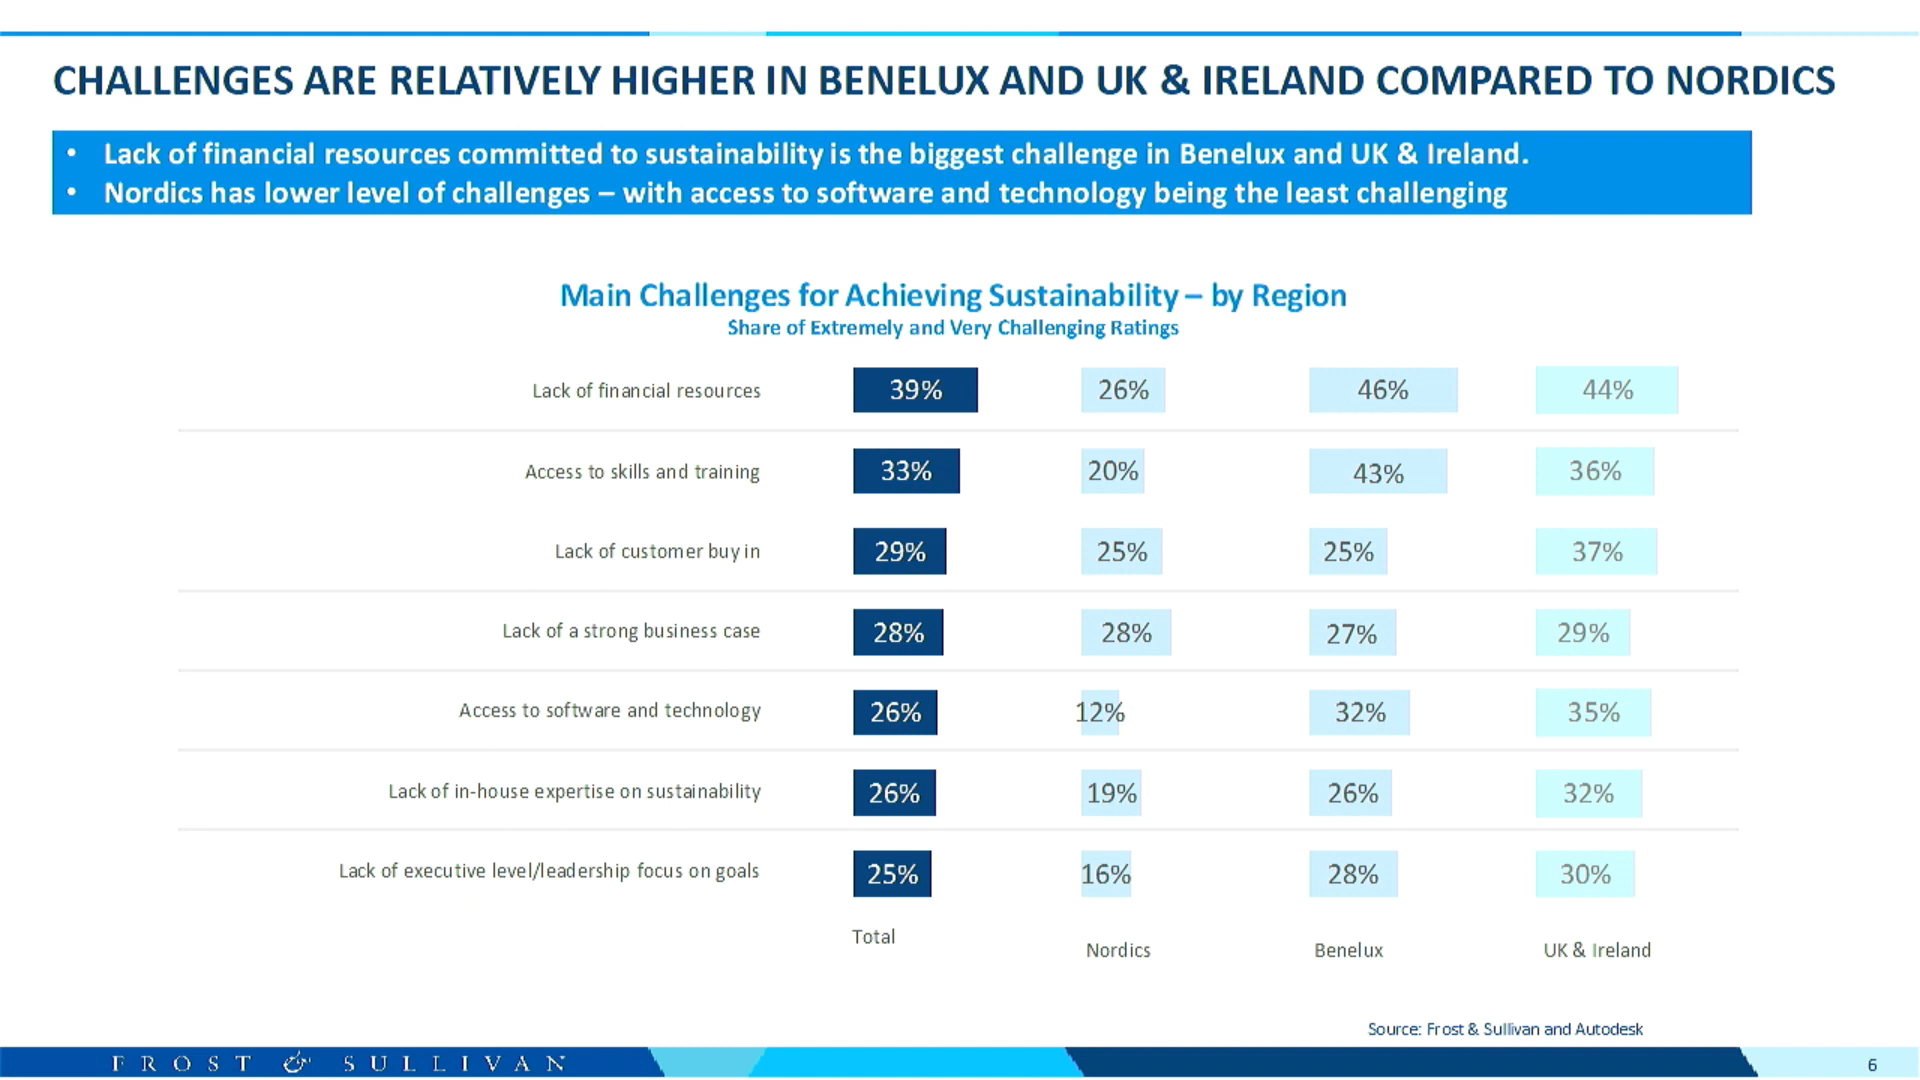 CHALLENGES ARE RELATIVELY HIGHER IN BENELUX AND UK & IRELAND COMPARED TO NORDICS
• Lack of financial resources committed to sustainability is the biggest challenge in Benelux and UK & Ireland.
• Nordics has lower level of challenges – with access to software and technology being the least challenging
Main Challenges for Achieving Sustainability – by Region
Share of Extremely and Very Challenging Ratings
Lack of financial resources 39% 26% 46% 44%
Access to skills and training 33% 20% 43% 36%
Lack of customer buy in 29% 25% 25% 37%
Lack of a strong business case 28% 28% 27% 29%
Access to software and technology 26% 12% 32% 35%
Lack of in-house expertise on sustainability 26% 19% 26% 32%
Lack of executive level/leadership focus on goals 25% 16% 28% 30%
Total Nordics Benelux UK & Ireland
Source: Frost & Sullivan and Autodesk
FROST & SULLIVAN
6